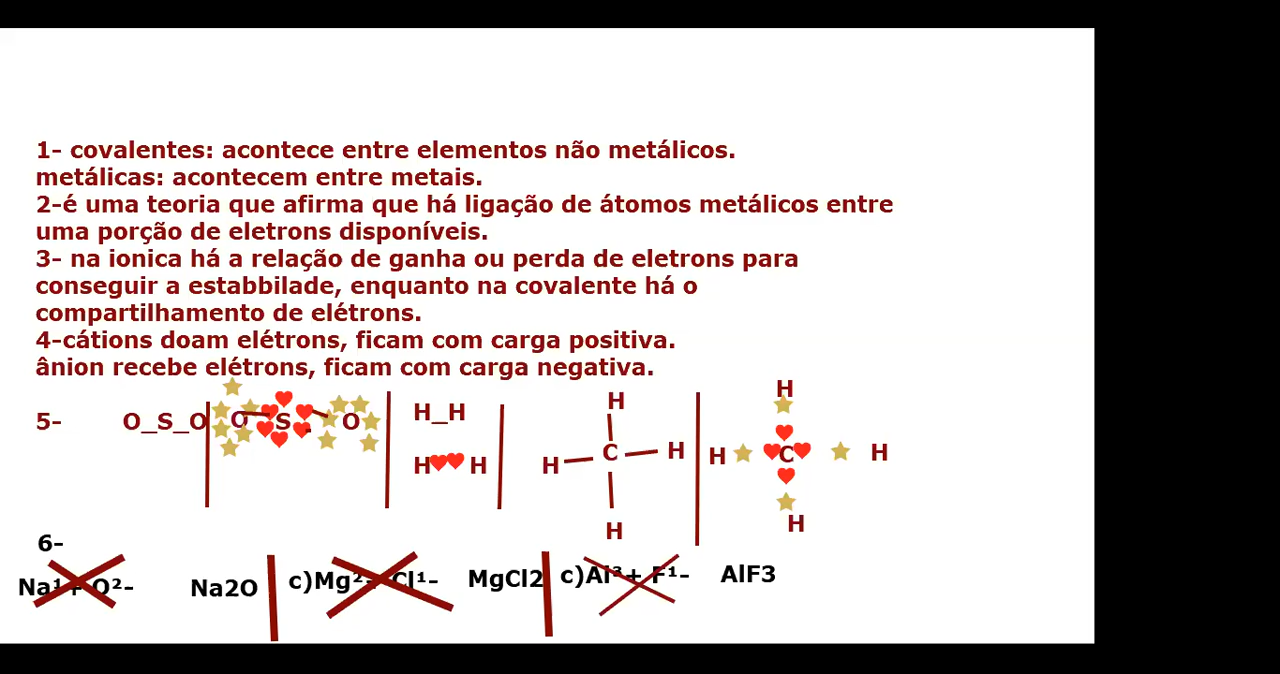 1- covalentes: acontece entre elementos não metálicos.
metálicas: acontecem entre metais.
2-é uma teoria que afirma que há ligação de átomos metálicos entre
uma porção de eletrons disponíveis.
3- na ionica há a relação de ganha ou perda de eletrons para
conseguir a estabbilade, enquanto na covalente há o
compartilhamento de elétrons.
4-cátions doam elétrons, ficam com carga positiva.
ânion recebe elétrons, ficam com carga negativa.
5- O_S_O O S O H_H H H
H H C H H
H H C H H
6-
Na¹+ O²- Na2O c)Mg²+ Cl¹- MgCl2 c)Al³+ F¹- AlF3